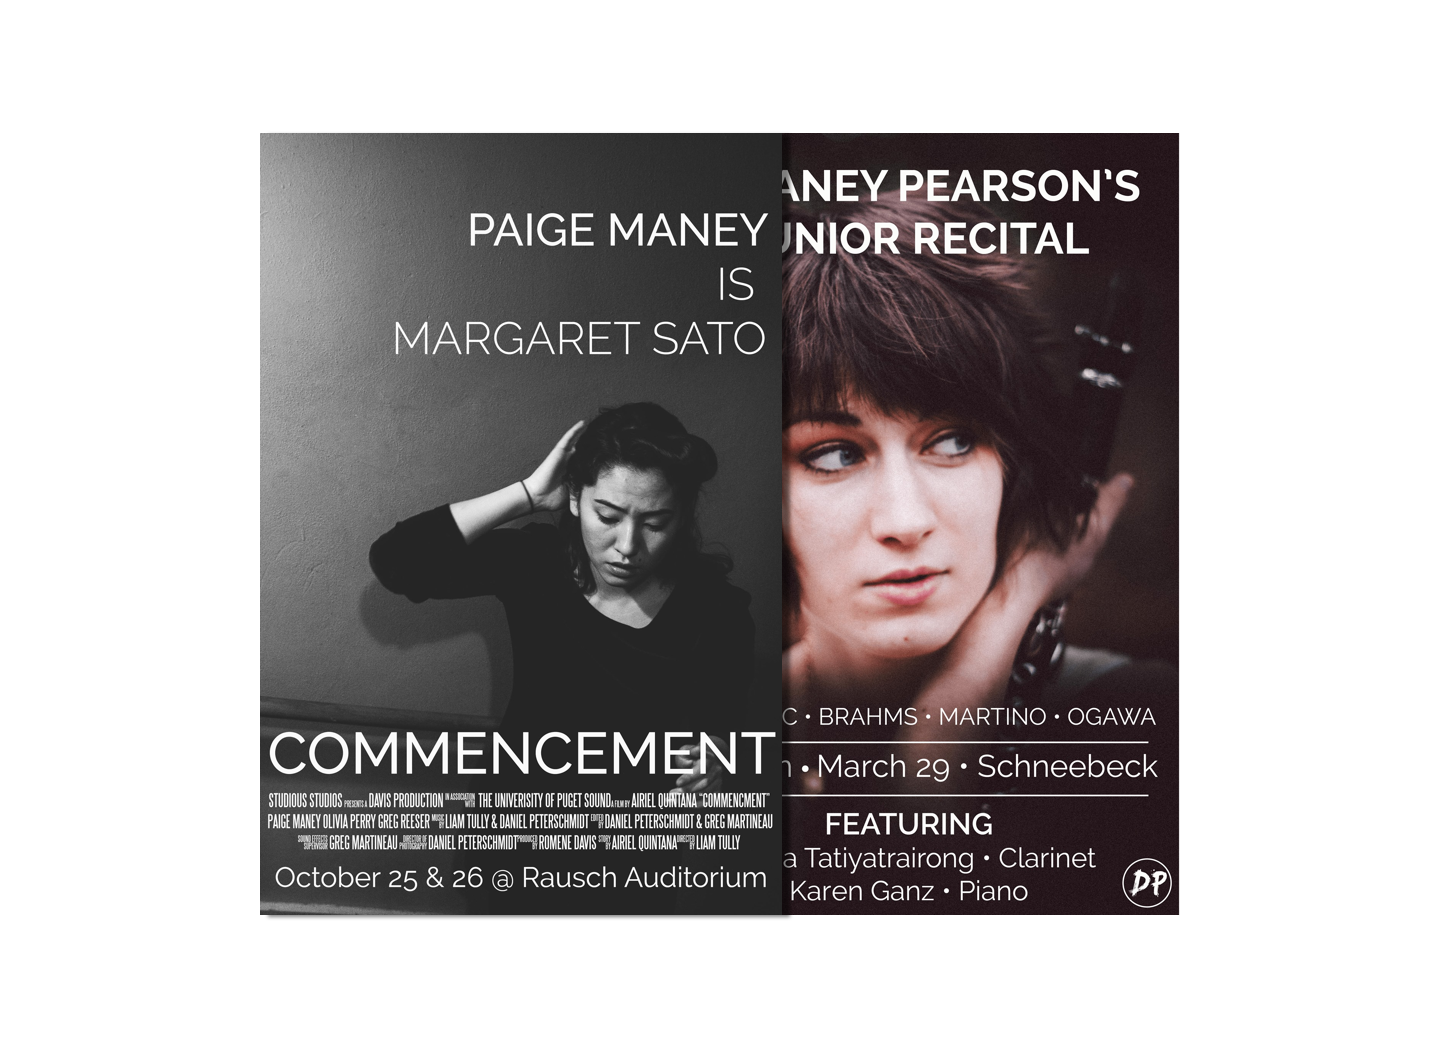 PAIGE MANEY
IS
MARGARET SATO
COMMENCEMENT
STUDIOUS STUDIOS PRESENTS A DAVIS PRODUCTION IN ASSOCIATION WITH THE UNIVERISITY OF PUGET SOUND A FILM BY AIRIEL QUINTANA "COMMENCMENT"
PAIGE MANEY OLIVIA PERRY GREG REESER MUSIC BY LIAM TULLY & DANIEL PETERSCHMIDT EDITED BY DANIEL PETERSCHMIDT & GREG MARTINEAU
SOUND EFFECTS SUPERVISOR GREG MARTINEAU DIRECTOR OF PHOTOGRAPHY DANIEL PETERSCHMIDT PRODUCED BY ROMENE DAVIS STORY BY AIRIEL QUINTANA DIRECTED BY LIAM TULLY
October 25 & 26 @ Rausch Auditorium
ANEY PEARSON'S
UNIOR RECITAL
C • BRAHMS • MARTINO • OGAWA
• March 29 • Schneebeck
FEATURING
a Tatiyatrairong • Clarinet
Karen Ganz • Piano
DP